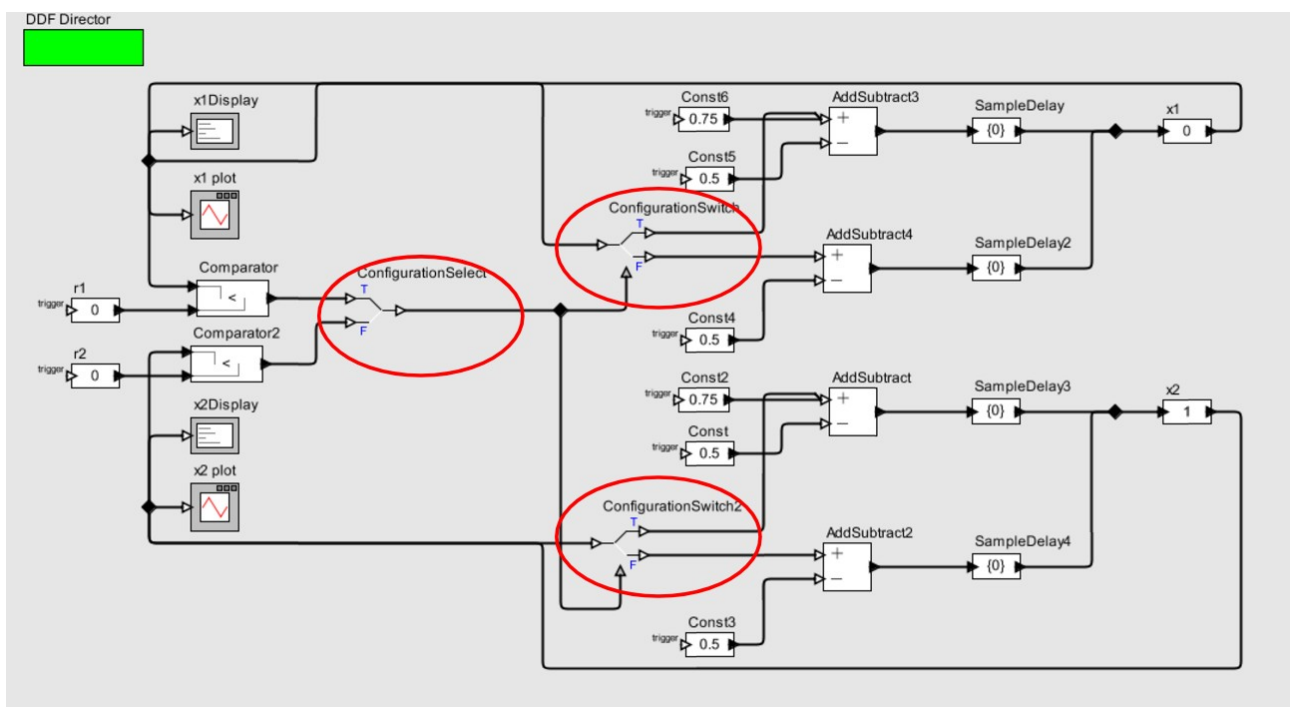 DDF Director
x1Display
Const6
trigger 0.75
AddSubtract3
+
−
SampleDelay
{0}
x1
0
x1 plot
Const5
trigger 0.5
ConfigurationSwitch
T
F
AddSubtract4
+
−
SampleDelay2
{0}
Comparator
<
ConfigurationSelect
T
F
r1
trigger 0
Const4
trigger 0.5
Comparator2
<
r2
trigger 0
Const2
trigger 0.75
AddSubtract
+
−
SampleDelay3
{0}
x2
1
x2Display
Const
trigger 0.5
x2 plot
ConfigurationSwitch2
T
F
AddSubtract2
+
−
SampleDelay4
{0}
Const3
trigger 0.5